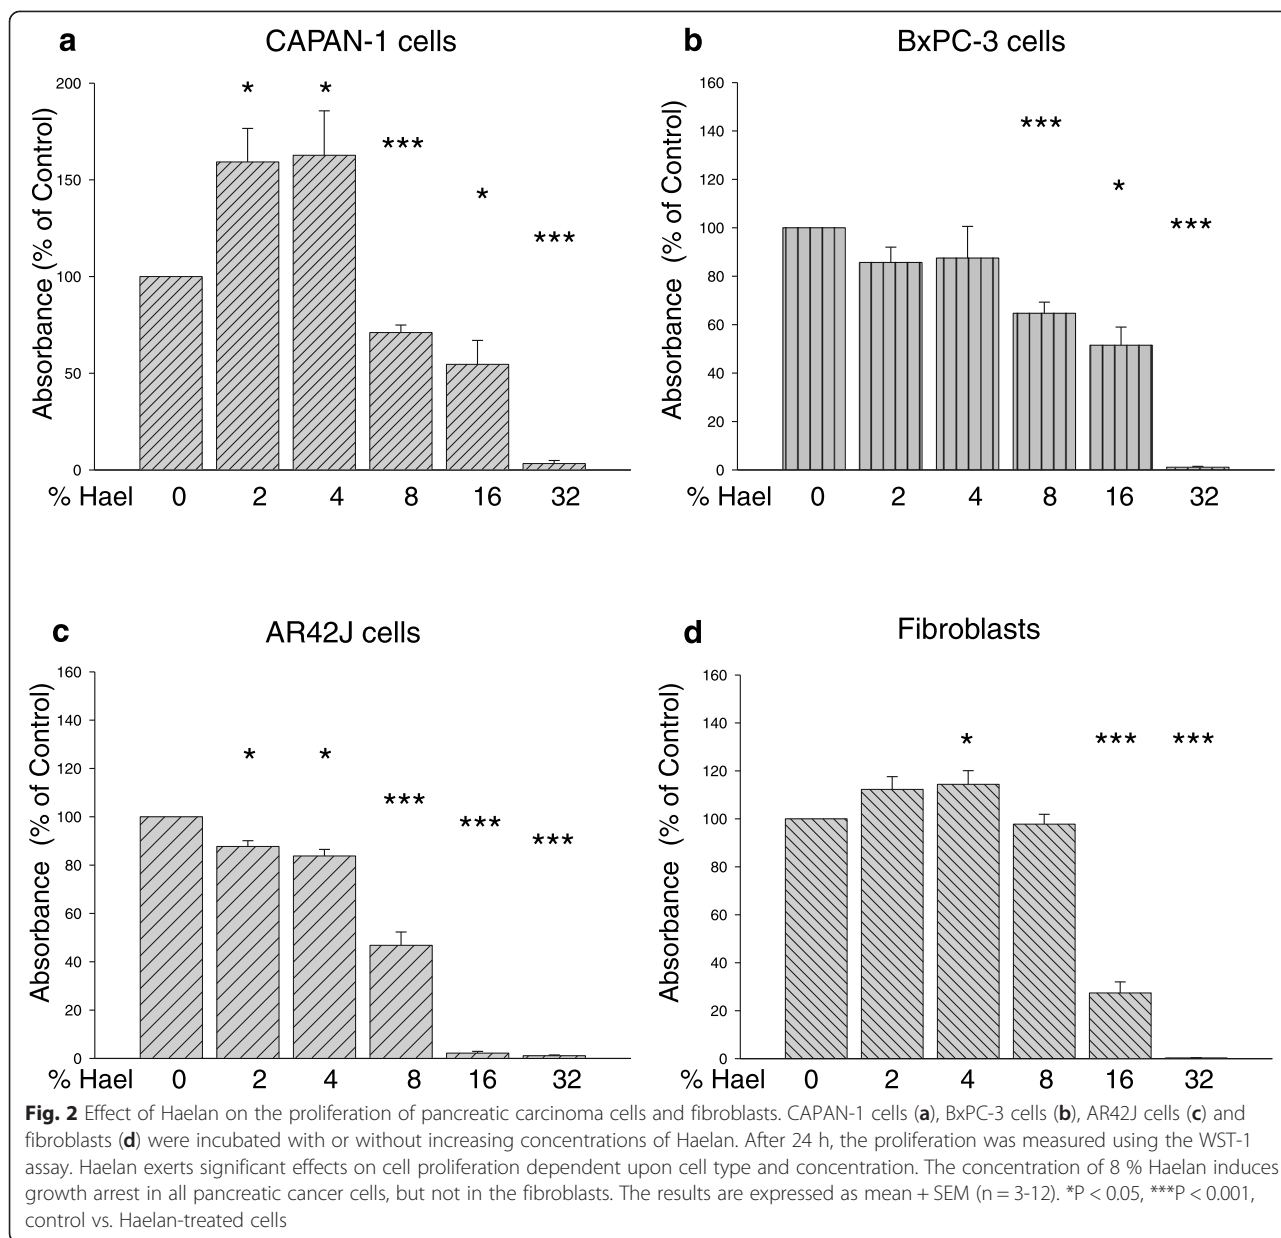 a CAPAN-1 cells
Absorbance (% of Control)
200
150
100
50
0
* * *** * ***
% Hael 0 2 4 8 16 32
b BxPC-3 cells
Absorbance (% of Control)
160
140
120
100
80
60
40
20
0
*** * ***
% Hael 0 2 4 8 16 32
c AR42J cells
Absorbance (% of Control)
160
140
120
100
80
60
40
20
0
* * *** *** ***
% Hael 0 2 4 8 16 32
d Fibroblasts
Absorbance (% of Control)
160
140
120
100
80
60
40
20
0
* *** ***
% Hael 0 2 4 8 16 32
Fig. 2 Effect of Haelan on the proliferation of pancreatic carcinoma cells and fibroblasts. CAPAN-1 cells (a), BxPC-3 cells (b), AR42J cells (c) and
fibroblasts (d) were incubated with or without increasing concentrations of Haelan. After 24 h, the proliferation was measured using the WST-1
assay. Haelan exerts significant effects on cell proliferation dependent upon cell type and concentration. The concentration of 8 % Haelan induces
growth arrest in all pancreatic cancer cells, but not in the fibroblasts. The results are expressed as mean + SEM (n = 3-12). *P < 0.05, ***P < 0.001,
control vs. Haelan-treated cells